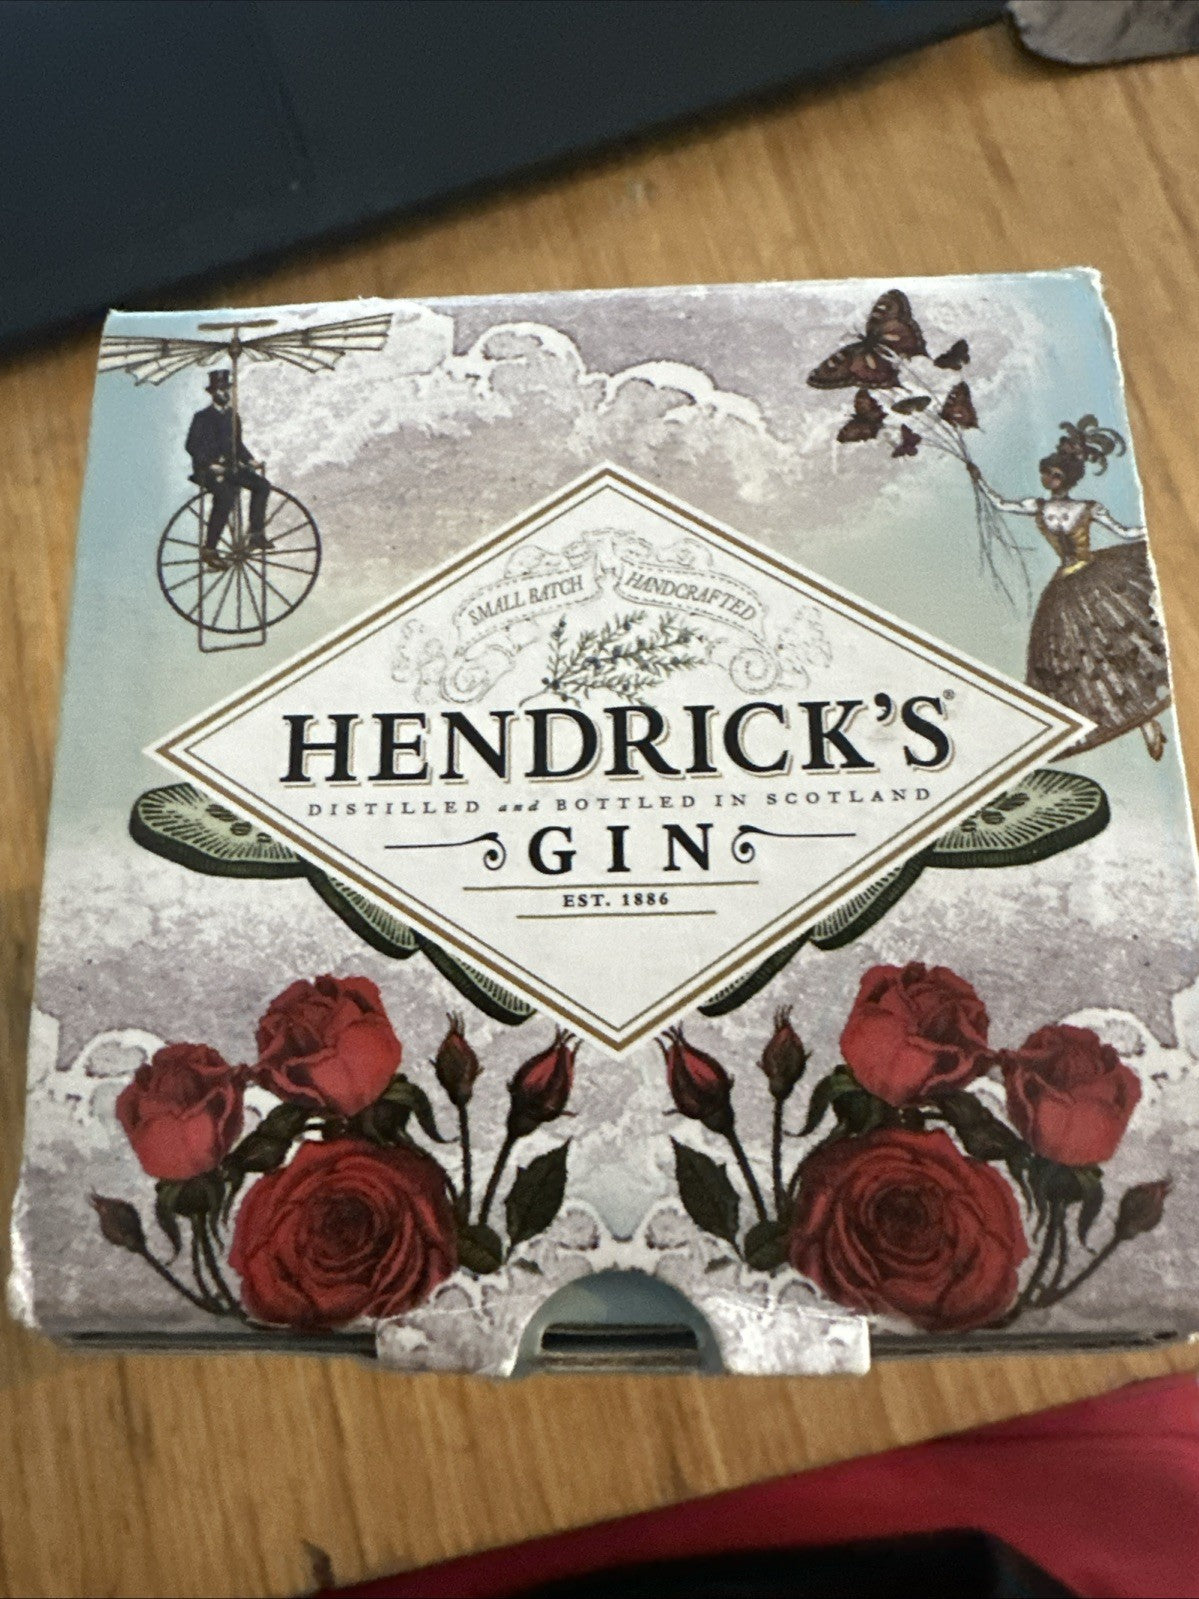 SMALL BATCH HANDCRAFTED
HENDRICK'S®
DISTILLED and BOTTLED IN SCOTLAND
GIN
EST. 1886